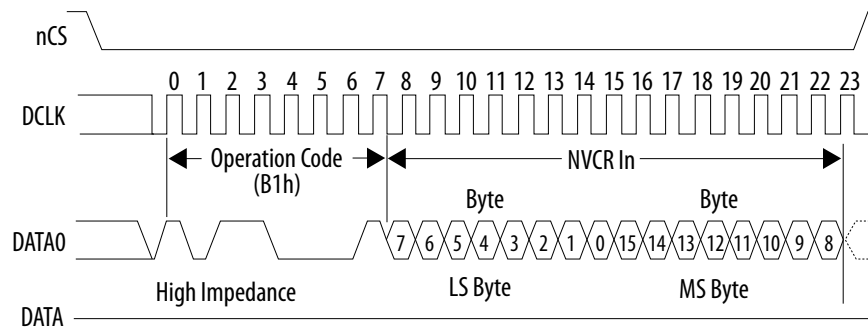 nCS
0 1 2 3 4 5 6 7 8 9 10 11 12 13 14 15 16 17 18 19 20 21 22 23
DCLK
Operation Code
(B1h)
NVCR In
Byte Byte
DATA0 7 6 5 4 3 2 1 0 15 14 13 12 11 10 9 8
High Impedance LS Byte MS Byte
DATA